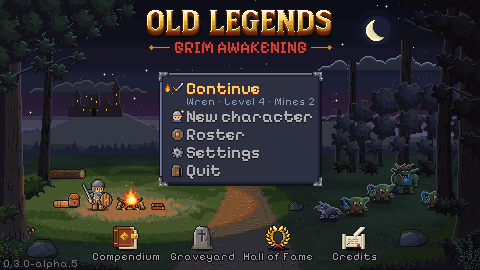 OLD LEGENDS
GRIM AWAKENING
Continue
Wren · Level 4 · Mines 2
New character
Roster
Settings
Quit
Compendium
Graveyard
Hall of Fame
Credits
0.3.0-alpha.5